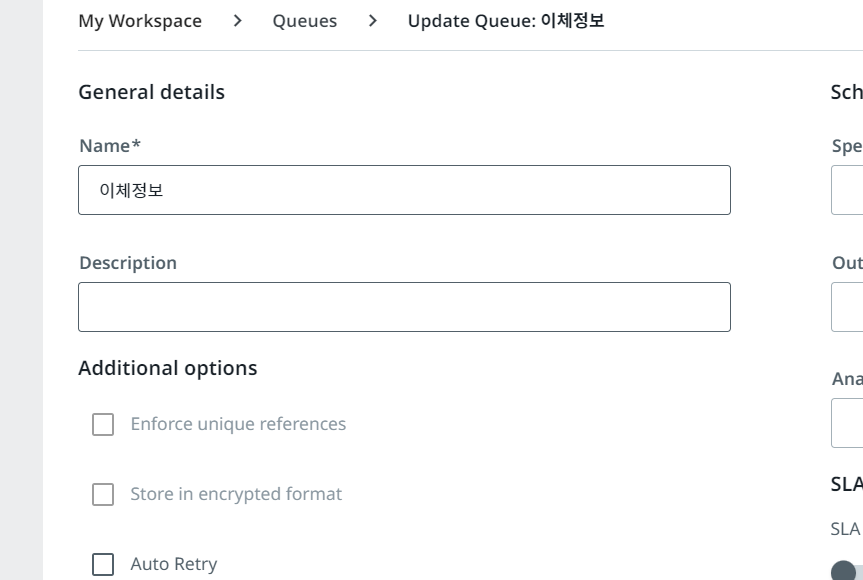 My Workspace > Queues > Update Queue: 이체정보
General details
Name*
이체정보
Description
Additional options
Enforce unique references
Store in encrypted format
Auto Retry
Sch
Spe
Out
Ana
SLA
SLA